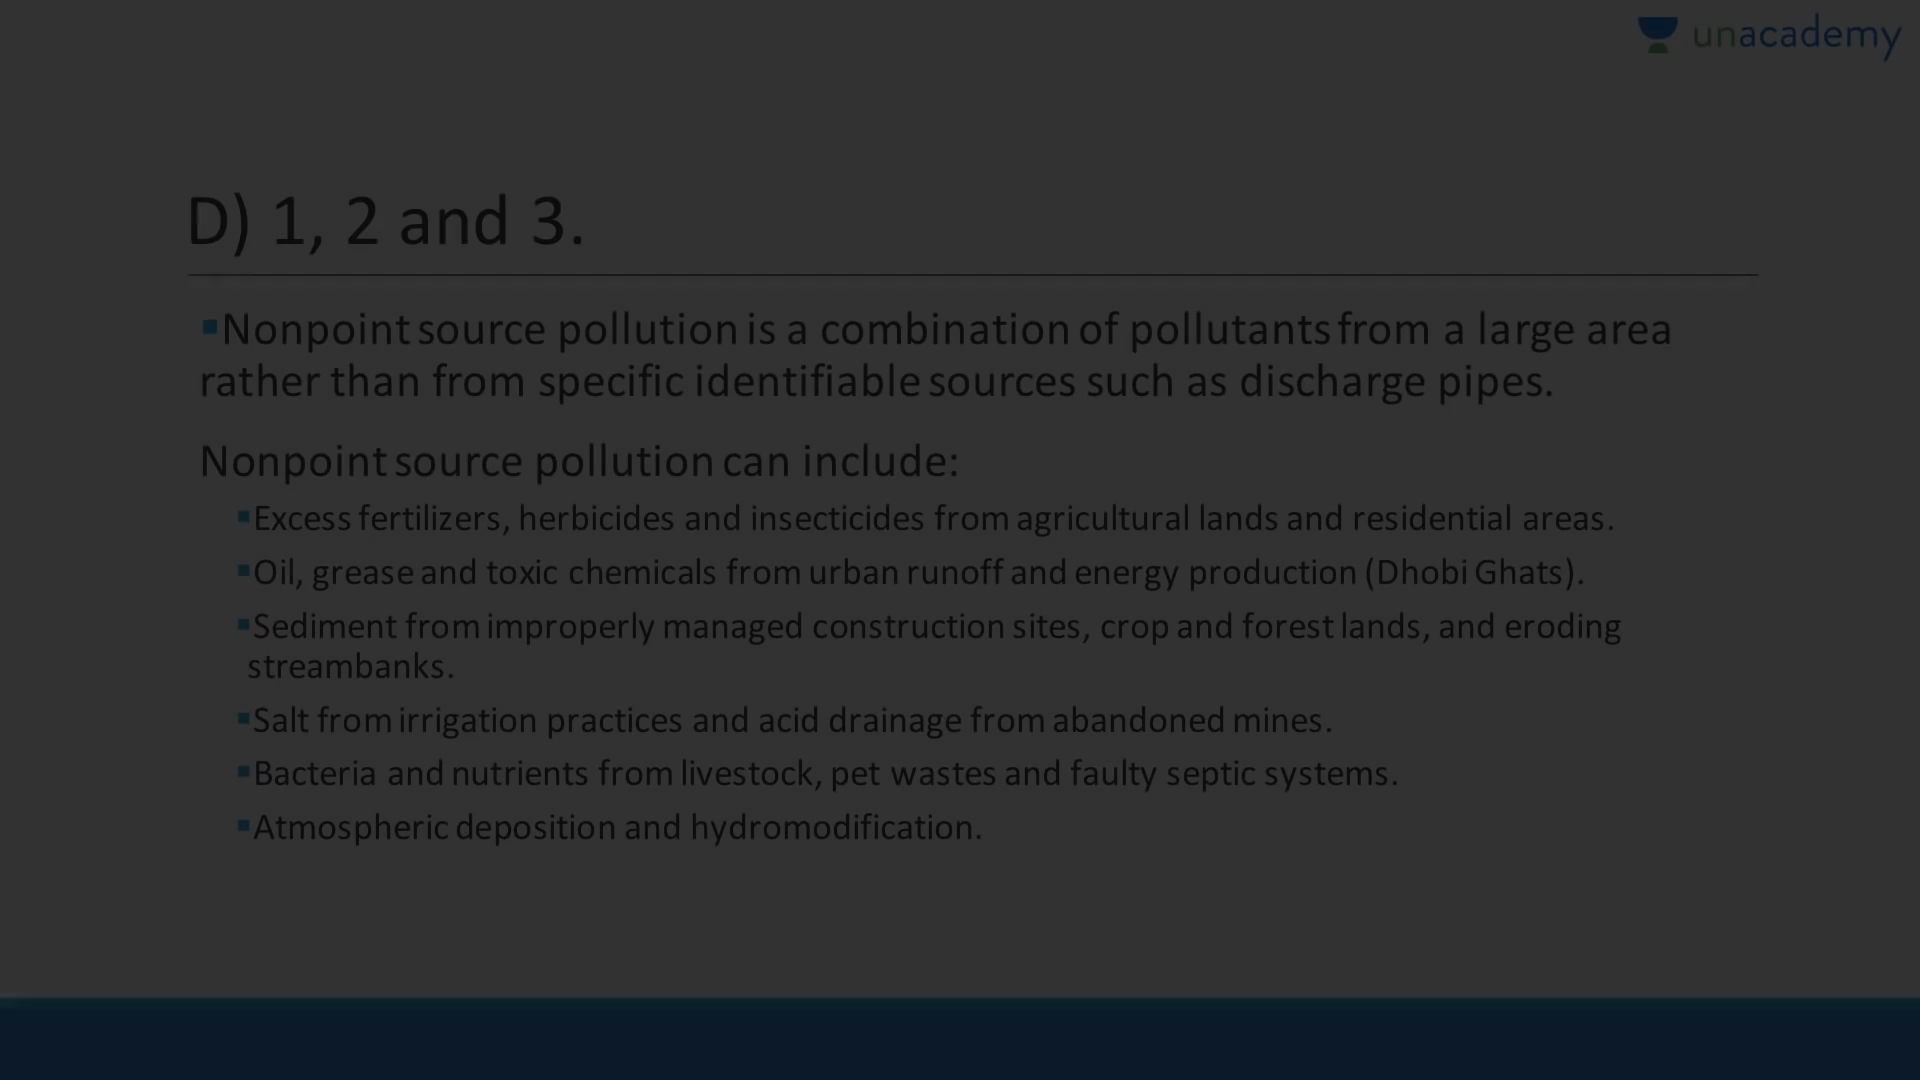 unacademy
D) 1, 2 and 3.
▪Nonpoint source pollution is a combination of pollutants from a large area
rather than from specific identifiable sources such as discharge pipes.
Nonpoint source pollution can include:
▪Excess fertilizers, herbicides and insecticides from agricultural lands and residential areas.
▪Oil, grease and toxic chemicals from urban runoff and energy production (Dhobi Ghats).
▪Sediment from improperly managed construction sites, crop and forest lands, and eroding
streambanks.
▪Salt from irrigation practices and acid drainage from abandoned mines.
▪Bacteria and nutrients from livestock, pet wastes and faulty septic systems.
▪Atmospheric deposition and hydromodification.